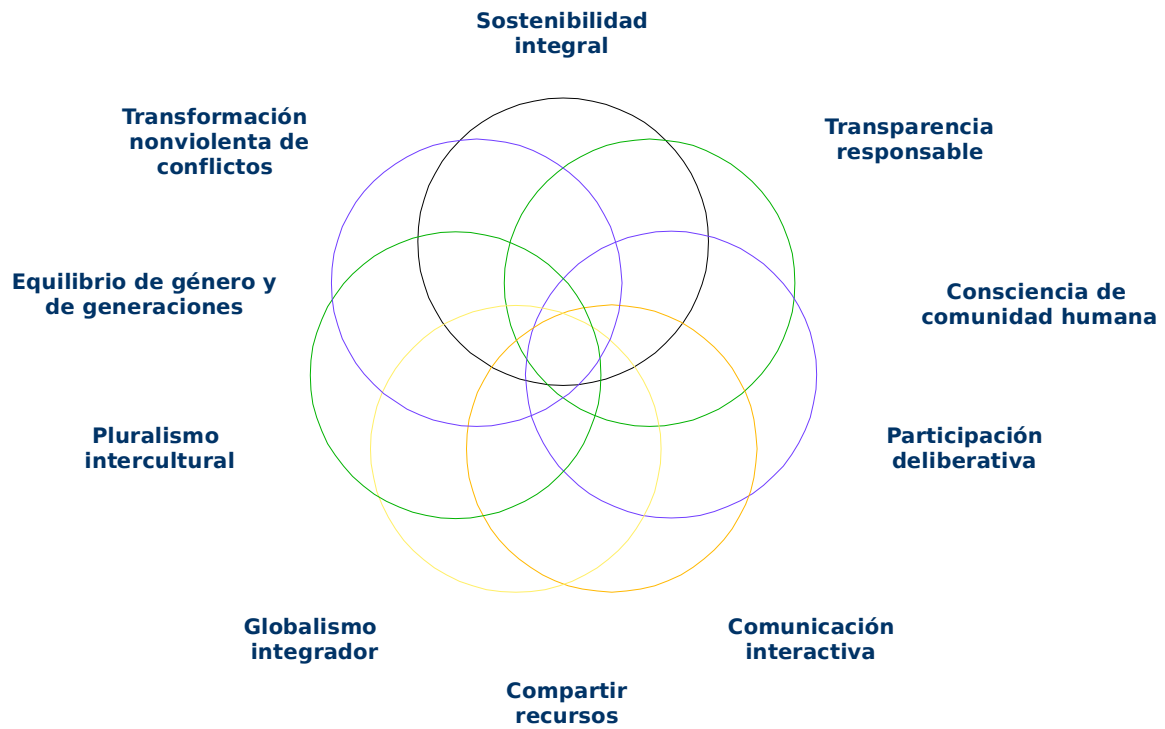 Sostenibilidad
integral
Transformación
nonviolenta de
conflictos
Transparencia
responsable
Equilibrio de género y
de generaciones
Consciencia de
comunidad humana
Pluralismo
intercultural
Participación
deliberativa
Globalismo
integrador
Comunicación
interactiva
Compartir
recursos